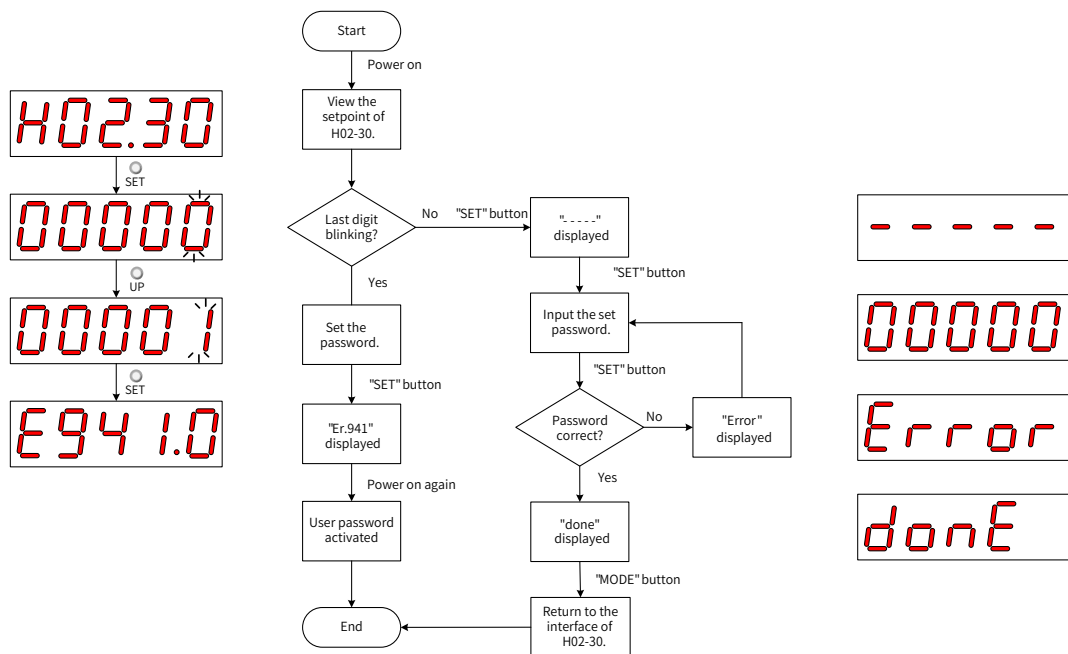 H02.30
SET
00000
UP
00001
SET
E941.0
Start
Power on
View the
setpoint of
H02-30.
Last digit
blinking?
No
"SET" button
"-----"
displayed
Yes
"SET" button
Set the
password.
Input the set
password.
"SET" button
"SET" button
"Er.941"
displayed
Password
correct?
No
"Error"
displayed
Power on again
Yes
User password
activated
"done"
displayed
"MODE" button
End
Return to the
interface of
H02-30.
-----
00000
Error
donE